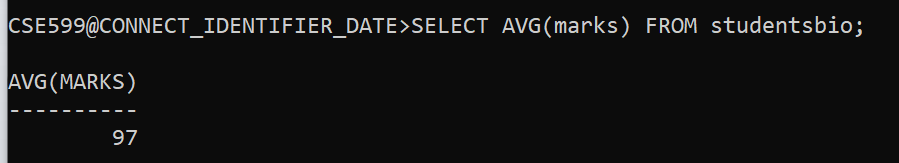 CSE599@CONNECT_IDENTIFIER_DATE>SELECT AVG(marks) FROM studentsbio;
AVG(MARKS)
----------
97